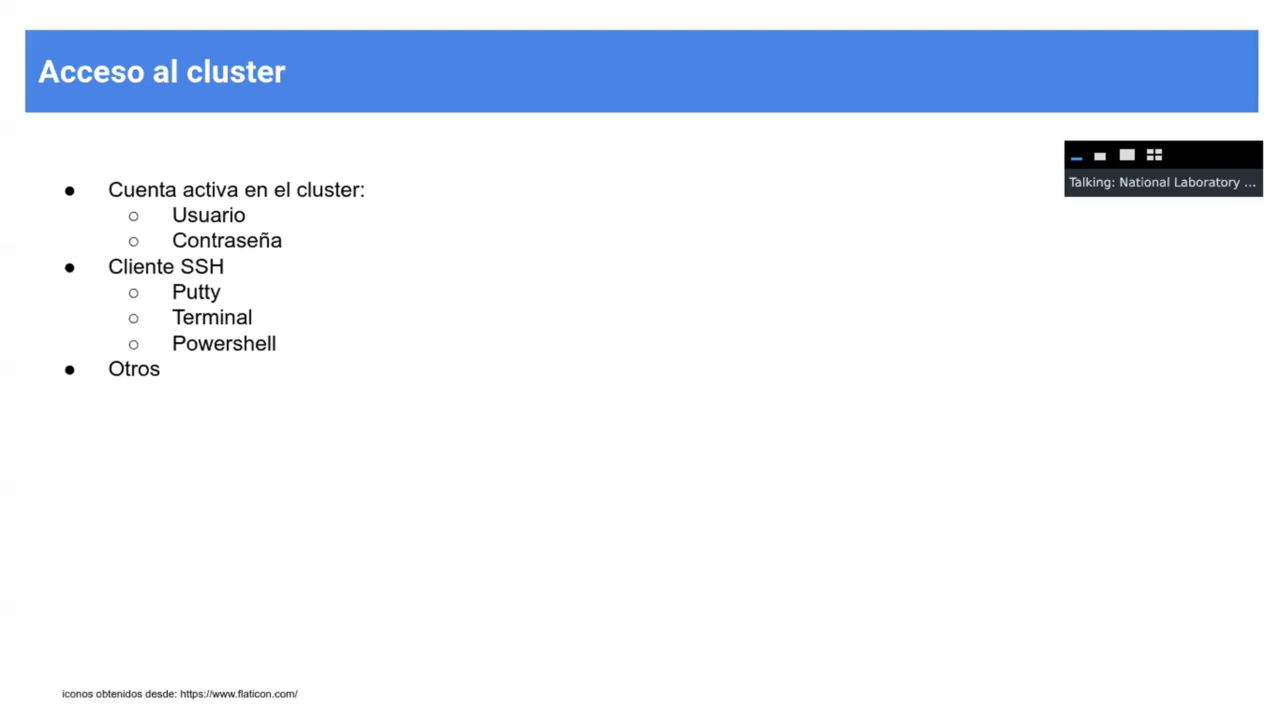 Acceso al cluster
Talking: National Laboratory ...
● Cuenta activa en el cluster:
○ Usuario
○ Contraseña
● Cliente SSH
○ Putty
○ Terminal
○ Powershell
● Otros
iconos obtenidos desde: https://www.flaticon.com/